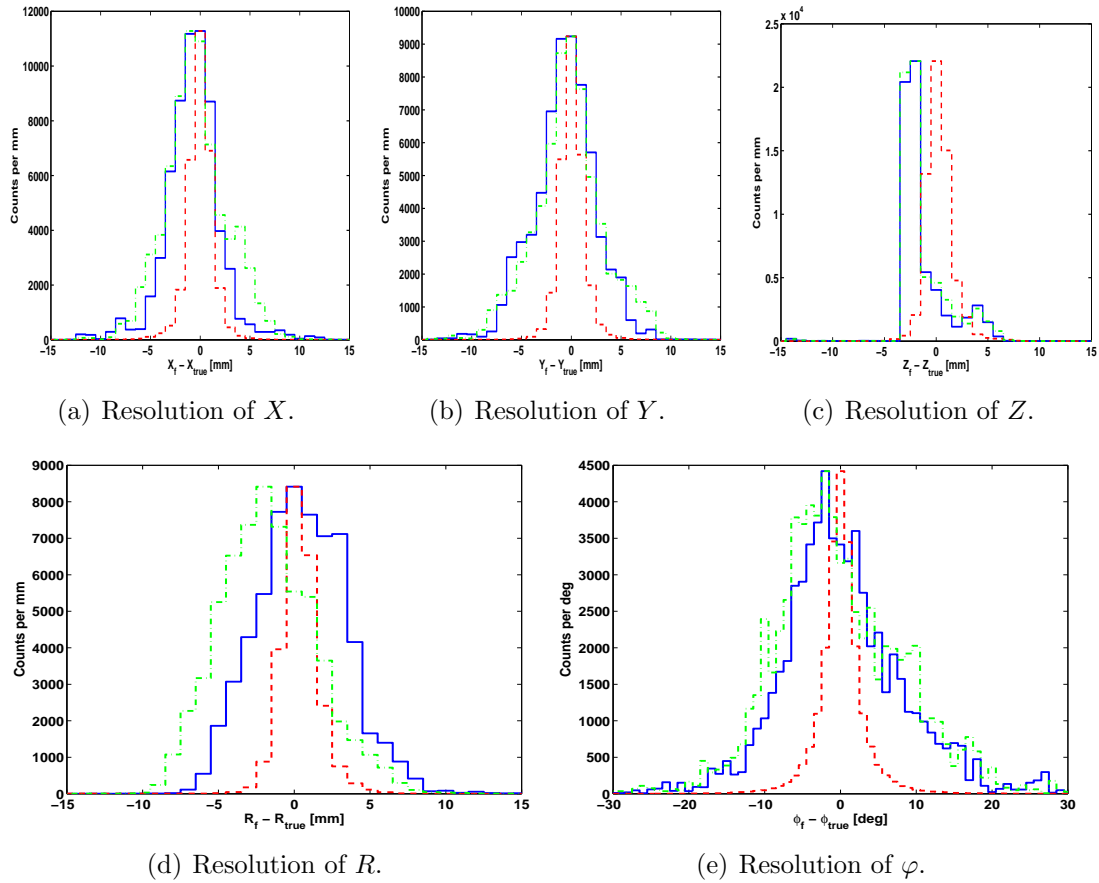 12000
10000
8000
6000
4000
2000
0
Counts per mm
−15 −10 −5 0 5 10 15
X_f − X_true [mm]
(a) Resolution of X.
10000
9000
8000
7000
6000
5000
4000
3000
2000
1000
0
Counts per mm
−15 −10 −5 0 5 10 15
Y_f − Y_true [mm]
(b) Resolution of Y.
x 10^4
2.5
2
1.5
1
0.5
0
Counts per mm
−15 −10 −5 0 5 10 15
Z_f − Z_true [mm]
(c) Resolution of Z.
9000
8000
7000
6000
5000
4000
3000
2000
1000
0
Counts per mm
−15 −10 −5 0 5 10 15
R_f − R_true [mm]
(d) Resolution of R.
4500
4000
3500
3000
2500
2000
1500
1000
500
0
Counts per deg
−30 −20 −10 0 10 20 30
ϕ_f − ϕ_true [deg]
(e) Resolution of φ.